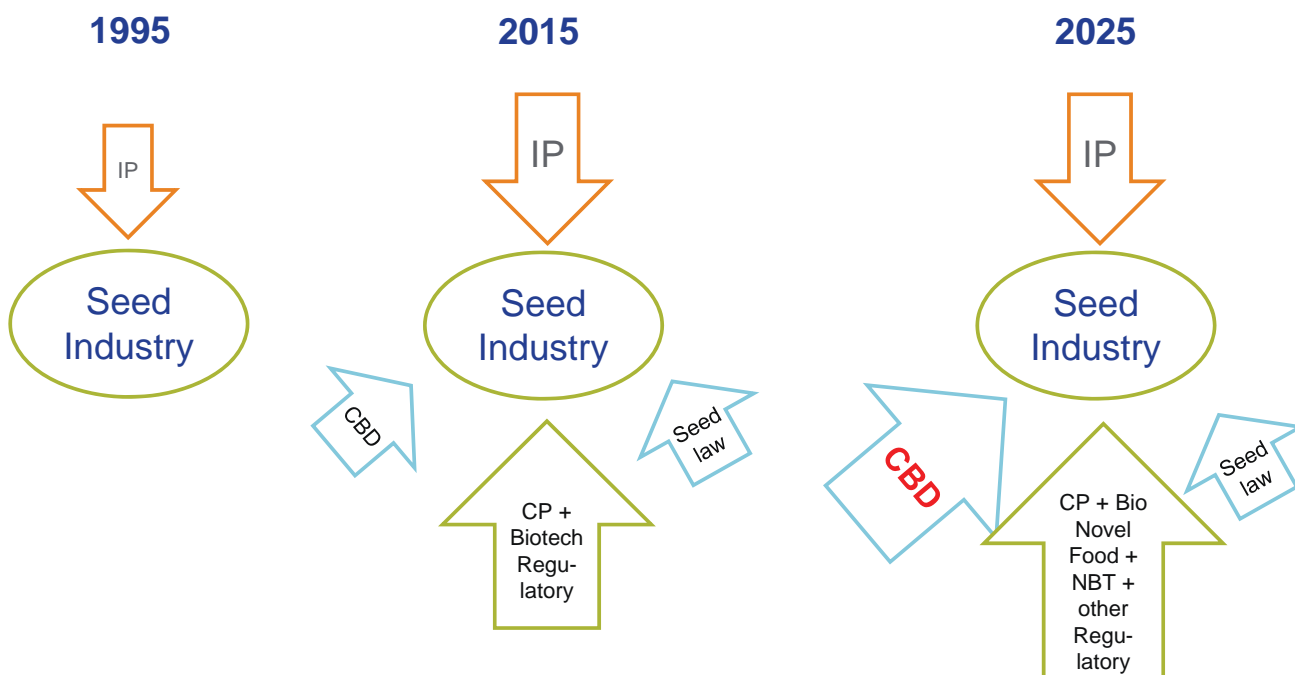 1995
IP
Seed
Industry
2015
IP
Seed
Industry
CBD
Seed
law
CP +
Biotech
Regu-
latory
2025
IP
Seed
Industry
CBD
Seed
law
CP + Bio
Novel
Food +
NBT +
other
Regu-
latory